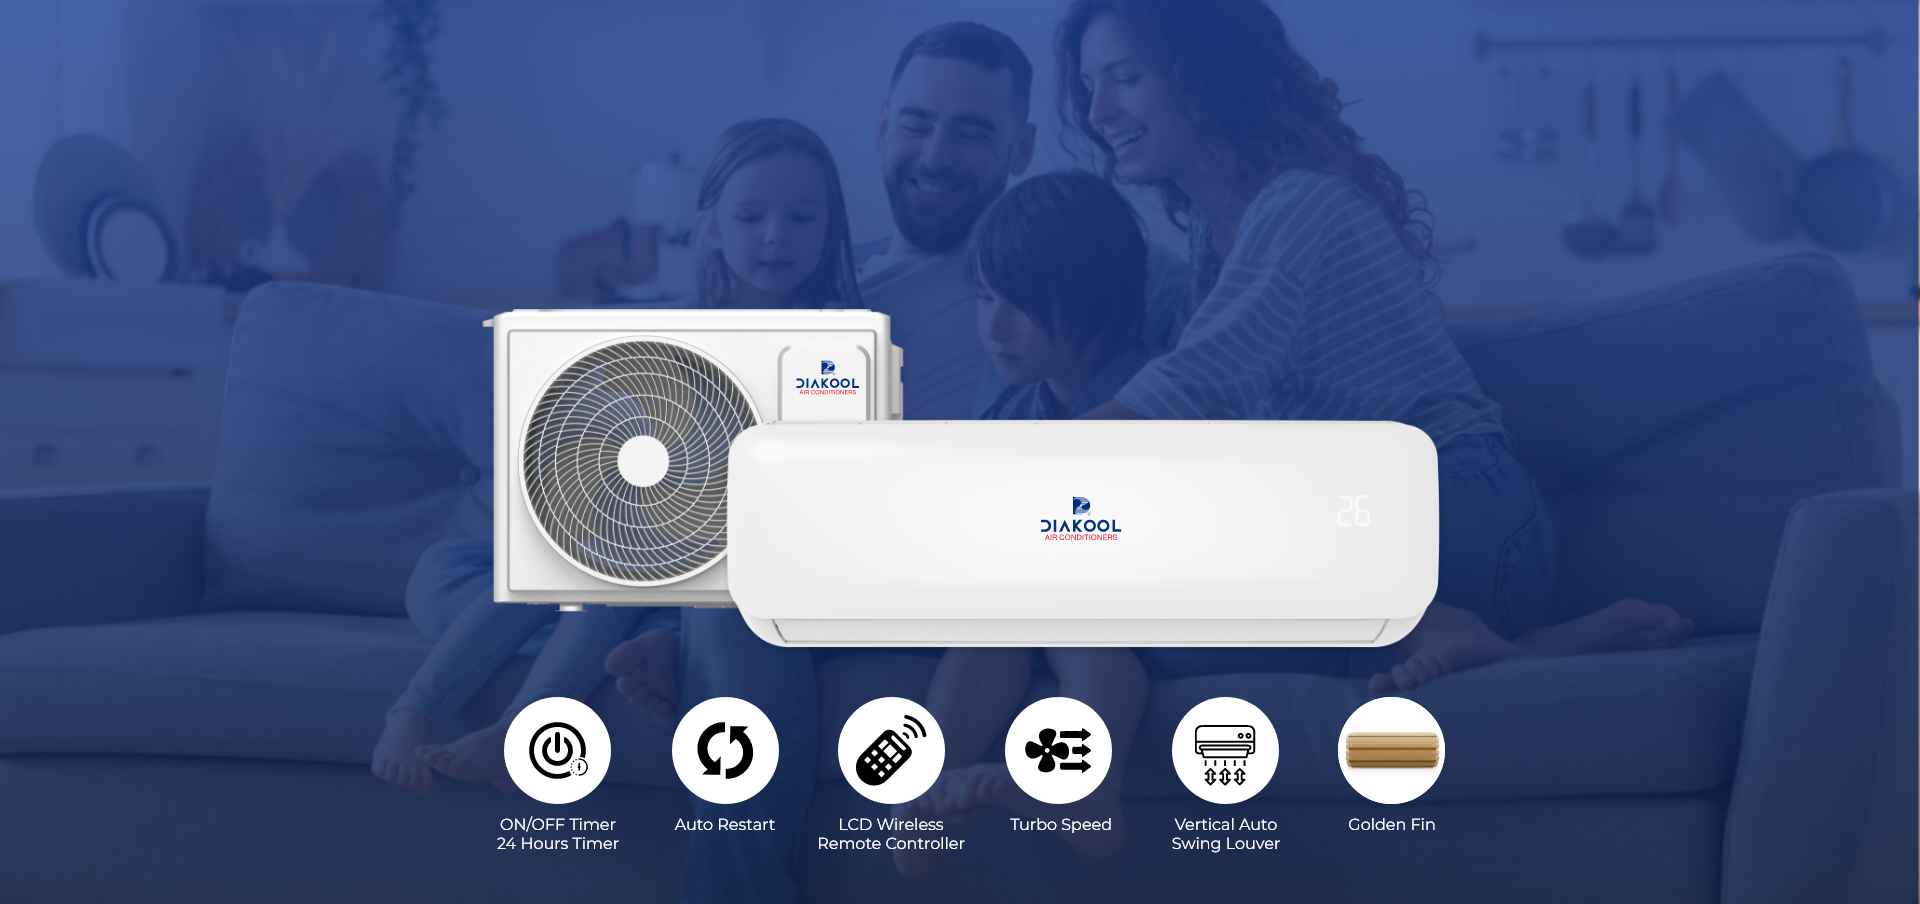 DIAKOOL
AIR CONDITIONERS
DIAKOOL
AIR CONDITIONERS
26
ON/OFF Timer
24 Hours Timer
Auto Restart
LCD Wireless
Remote Controller
Turbo Speed
Vertical Auto
Swing Louver
Golden Fin